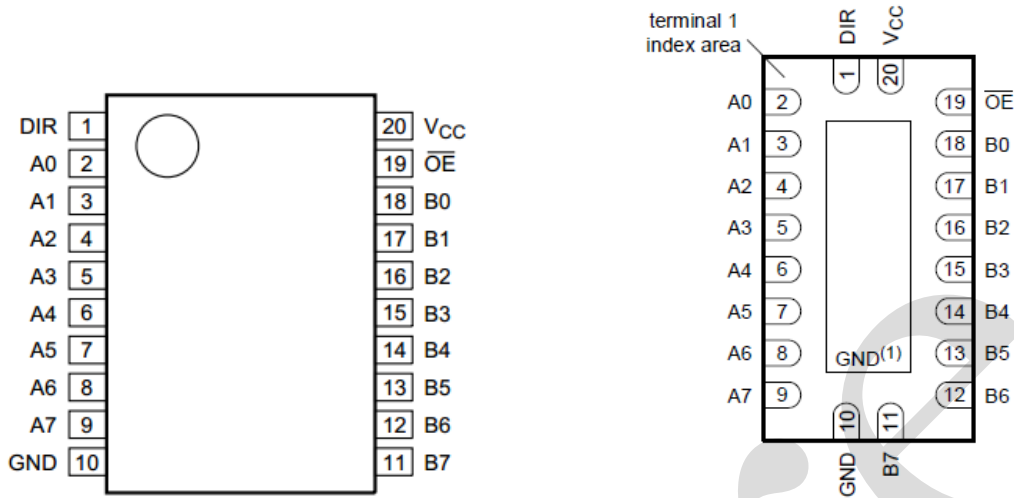 DIR 1 20 VCC
A0 2 19 OE
A1 3 18 B0
A2 4 17 B1
A3 5 16 B2
A4 6 15 B3
A5 7 14 B4
A6 8 13 B5
A7 9 12 B6
GND 10 11 B7
terminal 1
index area
DIR VCC
1 20
A0 2 19 OE
A1 3 18 B0
A2 4 17 B1
A3 5 16 B2
A4 6 15 B3
A5 7 14 B4
A6 8 GND(1) 13 B5
A7 9 12 B6
10 11
GND B7